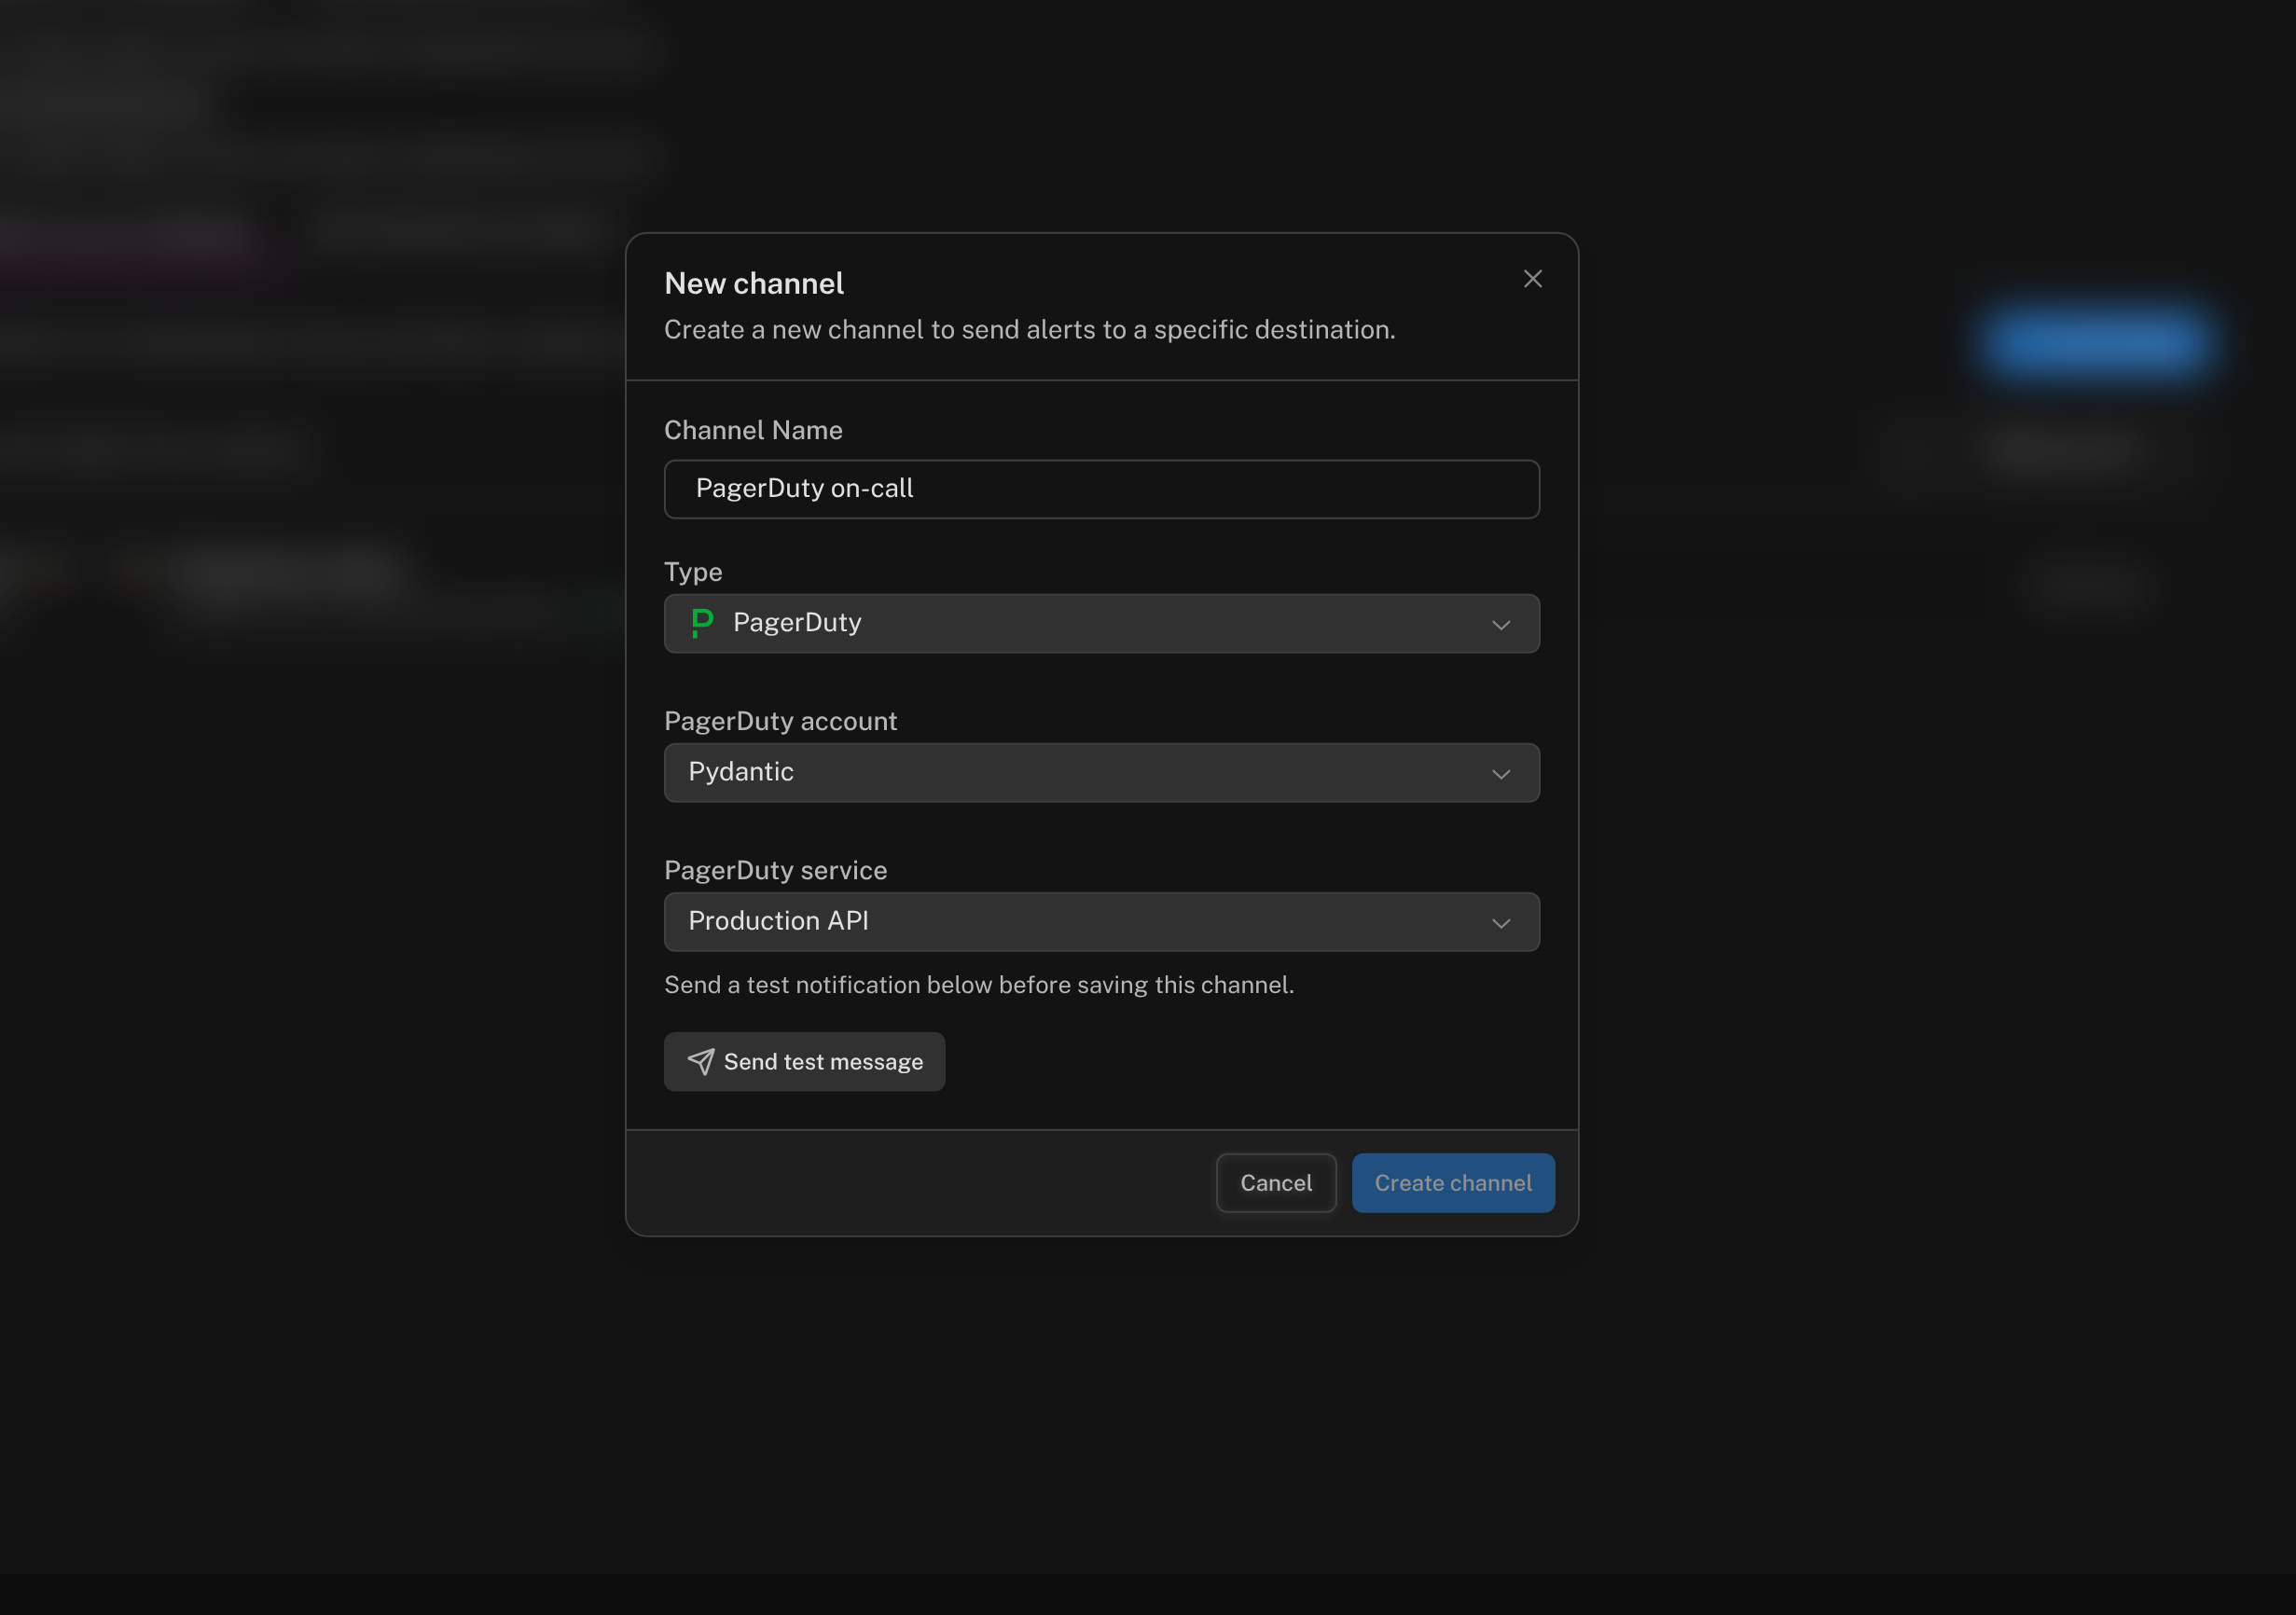 New channel
Create a new channel to send alerts to a specific destination.
Channel Name
PagerDuty on-call
Type
PagerDuty
PagerDuty account
Pydantic
PagerDuty service
Production API
Send a test notification below before saving this channel.
Send test message
Cancel
Create channel